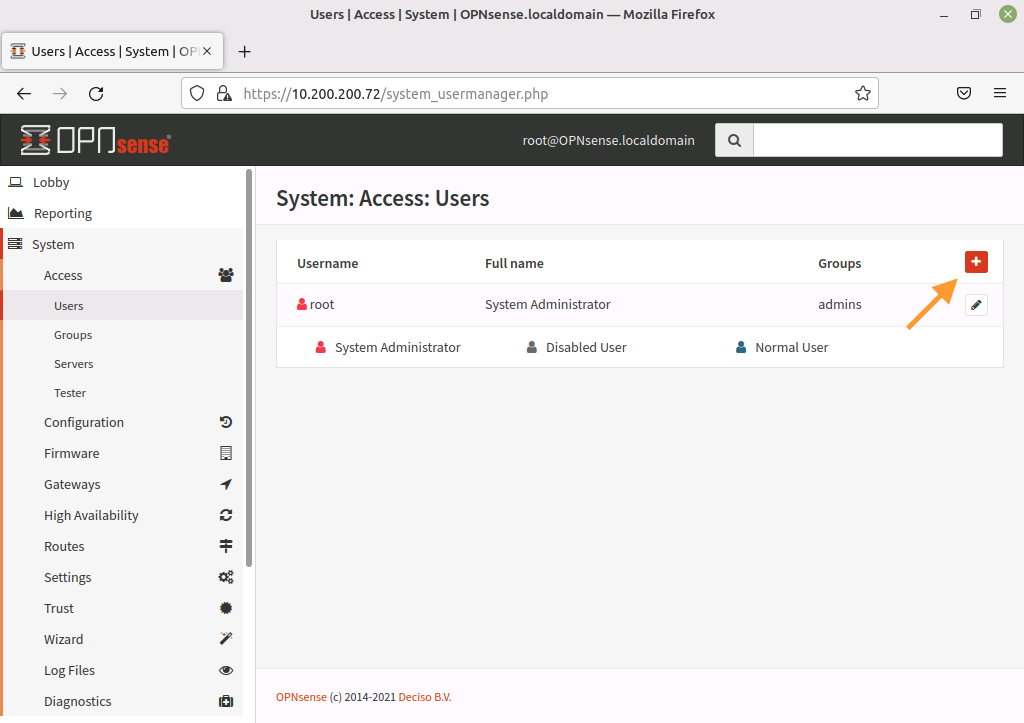 Users | Access | System | OPNsense.localdomain — Mozilla Firefox
Users | Access | System | OP
https://10.200.200.72/system_usermanager.php
OPNsense
root@OPNsense.localdomain
Lobby
Reporting
System
Access
Users
Groups
Servers
Tester
Configuration
Firmware
Gateways
High Availability
Routes
Settings
Trust
Wizard
Log Files
Diagnostics
System: Access: Users
Username Full name Groups
root System Administrator admins
System Administrator Disabled User Normal User
OPNsense (c) 2014-2021 Deciso B.V.